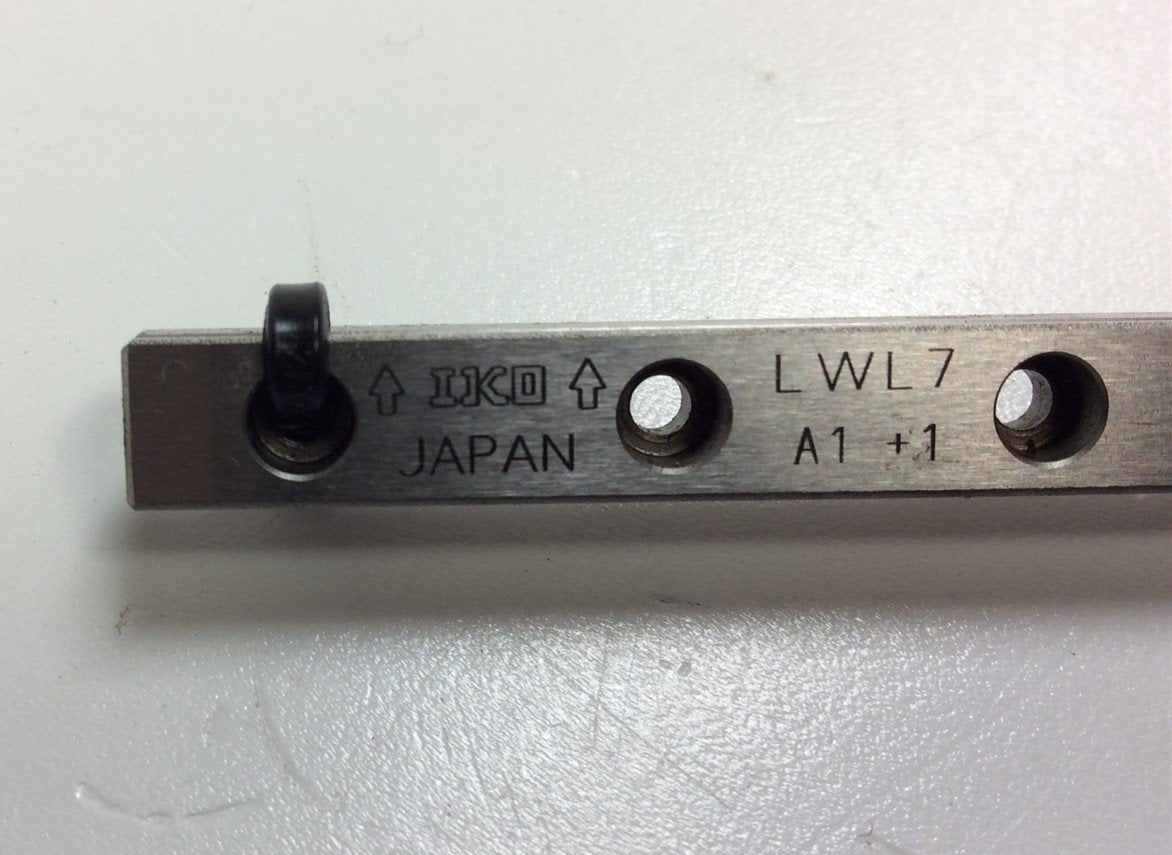 ↑ IKO ↑
JAPAN
LWL7
A1 +1